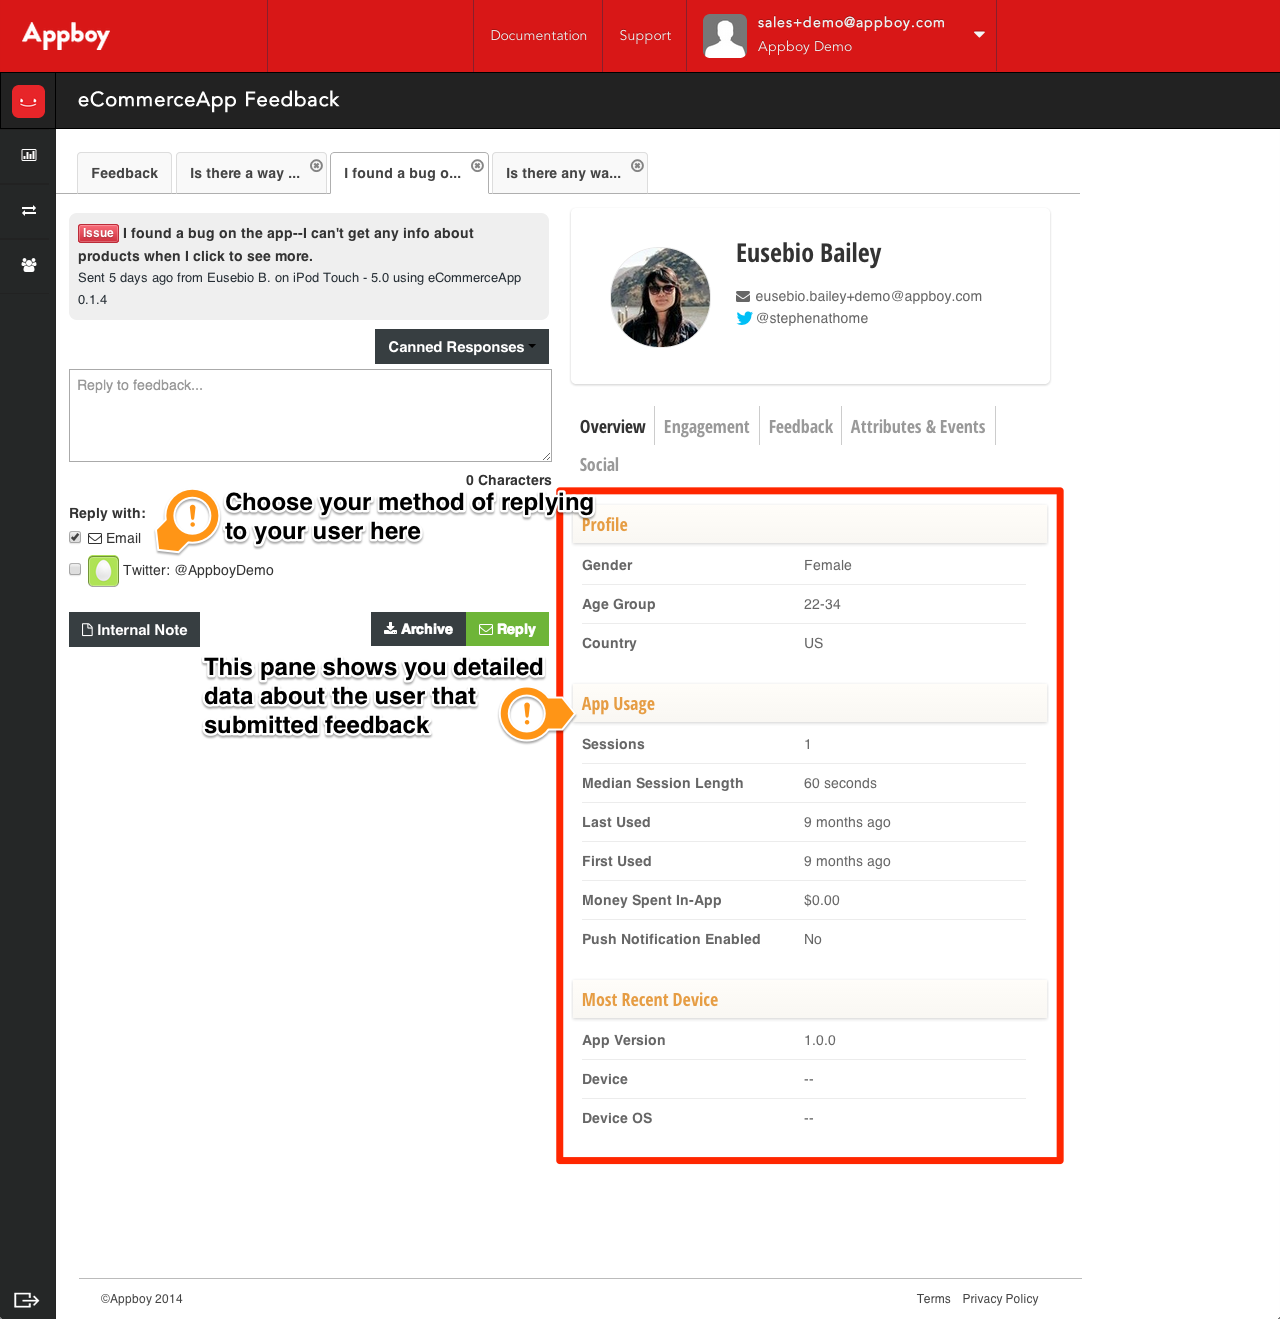 Appboy
Documentation
Support
sales+demo@appboy.com
Appboy Demo
eCommerceApp Feedback
Feedback
Is there a way ...
I found a bug o...
Is there any wa...
Issue I found a bug on the app--I can't get any info about
products when I click to see more.
Sent 5 days ago from Eusebio B. on iPod Touch - 5.0 using eCommerceApp
0.1.4
Canned Responses
Reply to feedback...
0 Characters
Reply with:
Email
Twitter: @AppboyDemo
Choose your method of replying
to your user here
Internal Note
Archive
Reply
This pane shows you detailed
data about the user that
submitted feedback
Eusebio Bailey
eusebio.bailey+demo@appboy.com
@stephenathome
Overview
Engagement
Feedback
Attributes & Events
Social
Profile
Gender Female
Age Group 22-34
Country US
App Usage
Sessions 1
Median Session Length 60 seconds
Last Used 9 months ago
First Used 9 months ago
Money Spent In-App $0.00
Push Notification Enabled No
Most Recent Device
App Version 1.0.0
Device --
Device OS --
©Appboy 2014
Terms Privacy Policy